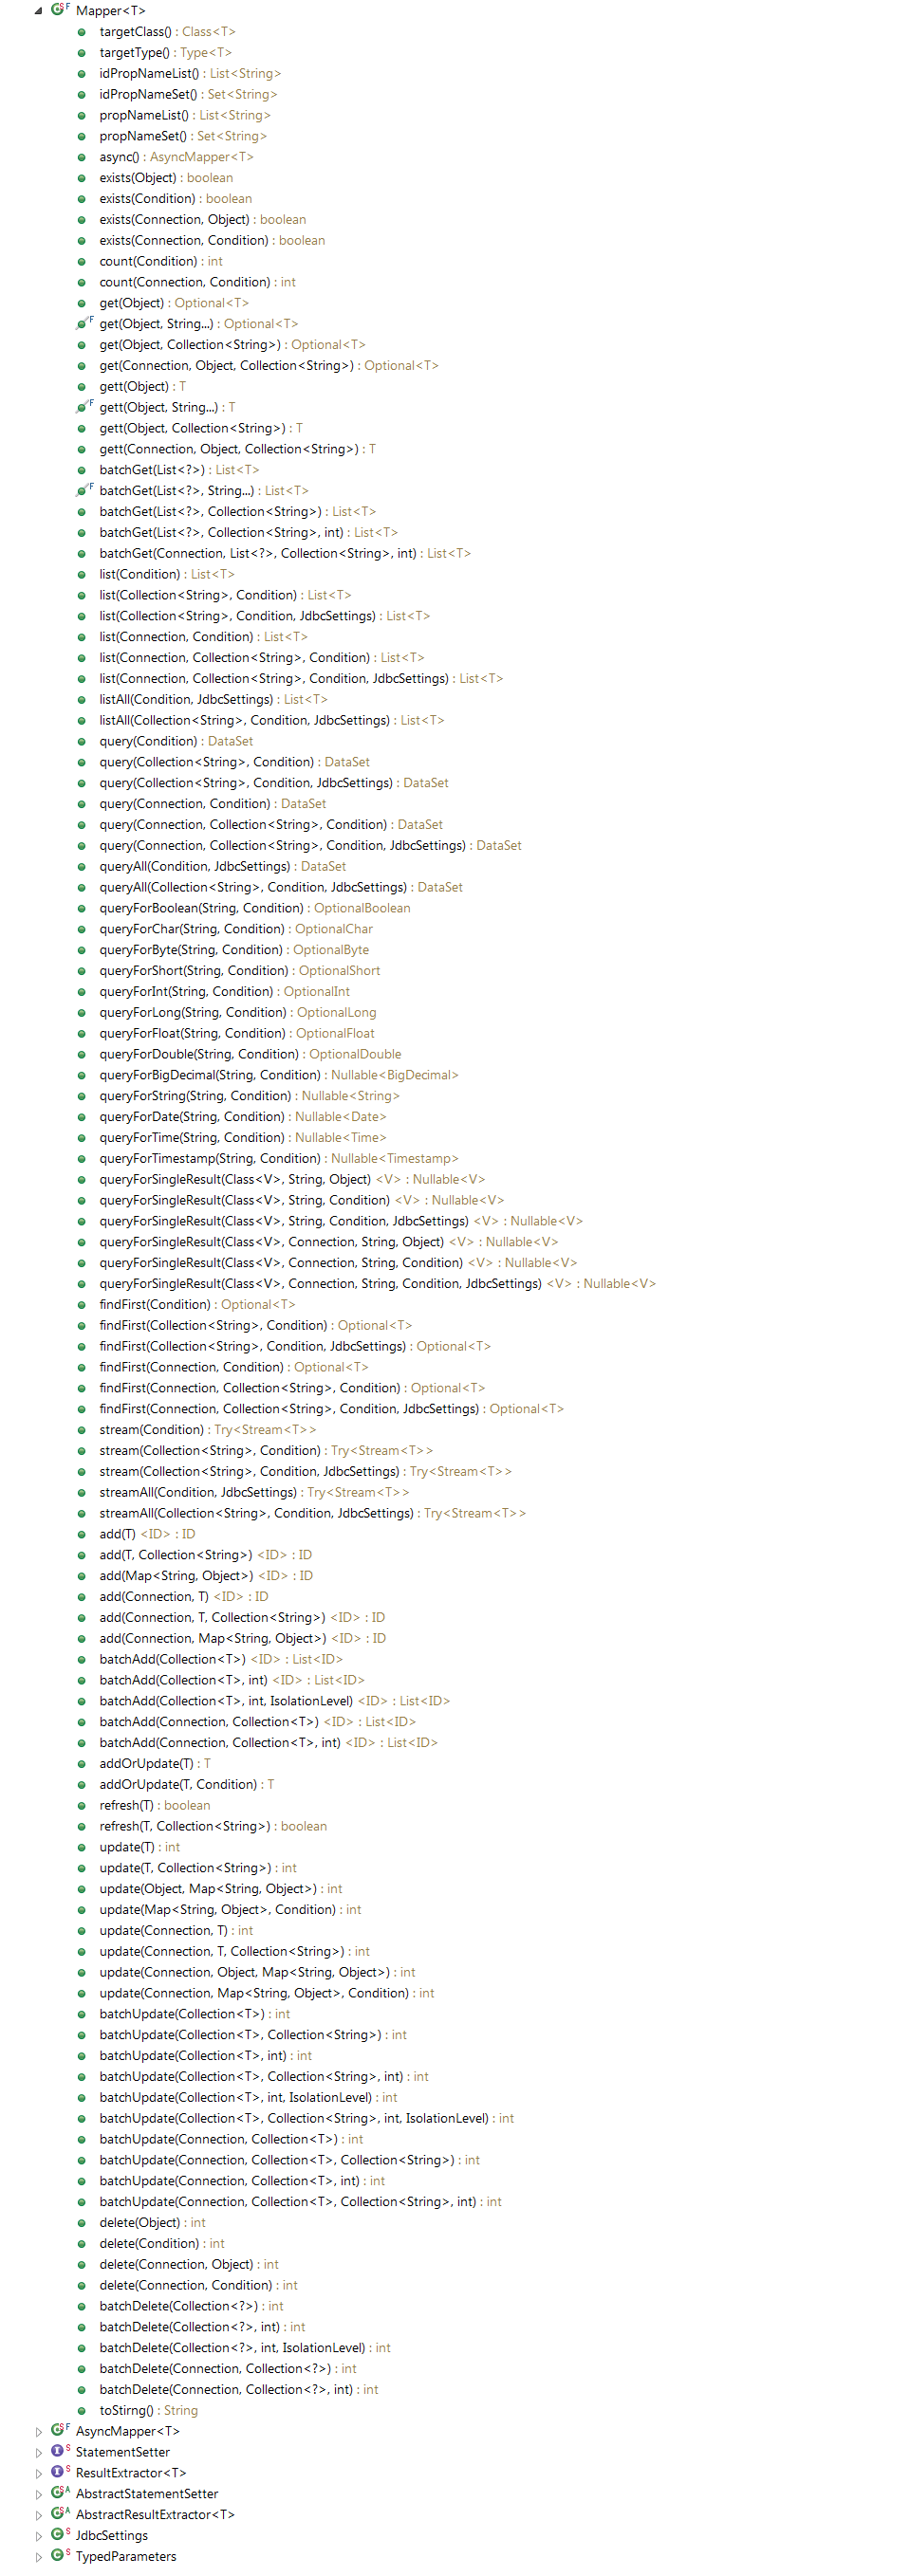 Mapper<T>
targetClass() : Class<T>
targetType() : Type<T>
idPropNameList() : List<String>
idPropNameSet() : Set<String>
propNameList() : List<String>
propNameSet() : Set<String>
async() : AsyncMapper<T>
exists(Object) : boolean
exists(Condition) : boolean
exists(Connection, Object) : boolean
exists(Connection, Condition) : boolean
count(Condition) : int
count(Connection, Condition) : int
get(Object) : Optional<T>
get(Object, String...) : Optional<T>
get(Object, Collection<String>) : Optional<T>
get(Connection, Object, Collection<String>) : Optional<T>
gett(Object) : T
gett(Object, String...) : T
gett(Object, Collection<String>) : T
gett(Connection, Object, Collection<String>) : T
batchGet(List<?>) : List<T>
batchGet(List<?>, String...) : List<T>
batchGet(List<?>, Collection<String>) : List<T>
batchGet(List<?>, Collection<String>, int) : List<T>
batchGet(Connection, List<?>, Collection<String>, int) : List<T>
list(Condition) : List<T>
list(Collection<String>, Condition) : List<T>
list(Collection<String>, Condition, JdbcSettings) : List<T>
list(Connection, Condition) : List<T>
list(Connection, Collection<String>, Condition) : List<T>
list(Connection, Collection<String>, Condition, JdbcSettings) : List<T>
listAll(Condition, JdbcSettings) : List<T>
listAll(Collection<String>, Condition, JdbcSettings) : List<T>
query(Condition) : DataSet
query(Collection<String>, Condition) : DataSet
query(Collection<String>, Condition, JdbcSettings) : DataSet
query(Connection, Condition) : DataSet
query(Connection, Collection<String>, Condition) : DataSet
query(Connection, Collection<String>, Condition, JdbcSettings) : DataSet
queryAll(Condition, JdbcSettings) : DataSet
queryAll(Collection<String>, Condition, JdbcSettings) : DataSet
queryForBoolean(String, Condition) : OptionalBoolean
queryForChar(String, Condition) : OptionalChar
queryForByte(String, Condition) : OptionalByte
queryForShort(String, Condition) : OptionalShort
queryForInt(String, Condition) : OptionalInt
queryForLong(String, Condition) : OptionalLong
queryForFloat(String, Condition) : OptionalFloat
queryForDouble(String, Condition) : OptionalDouble
queryForBigDecimal(String, Condition) : Nullable<BigDecimal>
queryForString(String, Condition) : Nullable<String>
queryForDate(String, Condition) : Nullable<Date>
queryForTime(String, Condition) : Nullable<Time>
queryForTimestamp(String, Condition) : Nullable<Timestamp>
queryForSingleResult(Class<V>, String, Object) <V> : Nullable<V>
queryForSingleResult(Class<V>, String, Condition) <V> : Nullable<V>
queryForSingleResult(Class<V>, String, Condition, JdbcSettings) <V> : Nullable<V>
queryForSingleResult(Class<V>, Connection, String, Object) <V> : Nullable<V>
queryForSingleResult(Class<V>, Connection, String, Condition) <V> : Nullable<V>
queryForSingleResult(Class<V>, Connection, String, Condition, JdbcSettings) <V> : Nullable<V>
findFirst(Condition) : Optional<T>
findFirst(Collection<String>, Condition) : Optional<T>
findFirst(Collection<String>, Condition, JdbcSettings) : Optional<T>
findFirst(Connection, Condition) : Optional<T>
findFirst(Connection, Collection<String>, Condition) : Optional<T>
findFirst(Connection, Collection<String>, Condition, JdbcSettings) : Optional<T>
stream(Condition) : Try<Stream<T>>
stream(Collection<String>, Condition) : Try<Stream<T>>
stream(Collection<String>, Condition, JdbcSettings) : Try<Stream<T>>
streamAll(Condition, JdbcSettings) : Try<Stream<T>>
streamAll(Collection<String>, Condition, JdbcSettings) : Try<Stream<T>>
add(T) <ID> : ID
add(T, Collection<String>) <ID> : ID
add(Map<String, Object>) <ID> : ID
add(Connection, T) <ID> : ID
add(Connection, T, Collection<String>) <ID> : ID
add(Connection, Map<String, Object>) <ID> : ID
batchAdd(Collection<T>) <ID> : List<ID>
batchAdd(Collection<T>, int) <ID> : List<ID>
batchAdd(Collection<T>, int, IsolationLevel) <ID> : List<ID>
batchAdd(Connection, Collection<T>) <ID> : List<ID>
batchAdd(Connection, Collection<T>, int) <ID> : List<ID>
addOrUpdate(T) : T
addOrUpdate(T, Condition) : T
refresh(T) : boolean
refresh(T, Collection<String>) : boolean
update(T) : int
update(T, Collection<String>) : int
update(Object, Map<String, Object>) : int
update(Map<String, Object>, Condition) : int
update(Connection, T) : int
update(Connection, T, Collection<String>) : int
update(Connection, Object, Map<String, Object>) : int
update(Connection, Map<String, Object>, Condition) : int
batchUpdate(Collection<T>) : int
batchUpdate(Collection<T>, Collection<String>) : int
batchUpdate(Collection<T>, int) : int
batchUpdate(Collection<T>, Collection<String>, int) : int
batchUpdate(Collection<T>, int, IsolationLevel) : int
batchUpdate(Collection<T>, Collection<String>, int, IsolationLevel) : int
batchUpdate(Connection, Collection<T>) : int
batchUpdate(Connection, Collection<T>, Collection<String>) : int
batchUpdate(Connection, Collection<T>, int) : int
batchUpdate(Connection, Collection<T>, Collection<String>, int) : int
delete(Object) : int
delete(Condition) : int
delete(Connection, Object) : int
delete(Connection, Condition) : int
batchDelete(Collection<?>) : int
batchDelete(Collection<?>, int) : int
batchDelete(Collection<?>, int, IsolationLevel) : int
batchDelete(Connection, Collection<?>) : int
batchDelete(Connection, Collection<?>, int) : int
toStirng() : String
AsyncMapper<T>
StatementSetter
ResultExtractor<T>
AbstractStatementSetter
AbstractResultExtractor<T>
JdbcSettings
TypedParameters